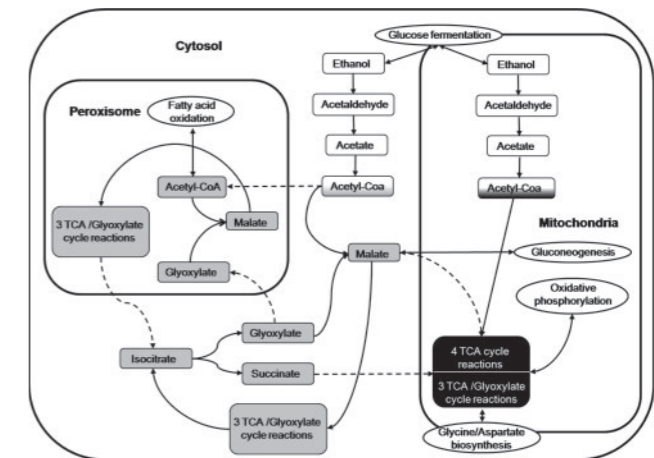 Glucose fermentation
Cytosol
Ethanol
Ethanol
Peroxisome
Fatty acid
oxidation
Acetaldehyde
Acetaldehyde
Acetate
Acetate
Acetyl-CoA
Acetyl-Coa
Acetyl-Coa
3 TCA /Glyoxylate
cycle reactions
Malate
Mitochondria
Malate
Gluconeogenesis
Glyoxylate
Oxidative
phosphorylation
Glyoxylate
Isocitrate
4 TCA cycle
reactions
Succinate
3 TCA /Glyoxylate
cycle reactions
3 TCA /Glyoxylate
cycle reactions
Glycine/Aspartate
biosynthesis